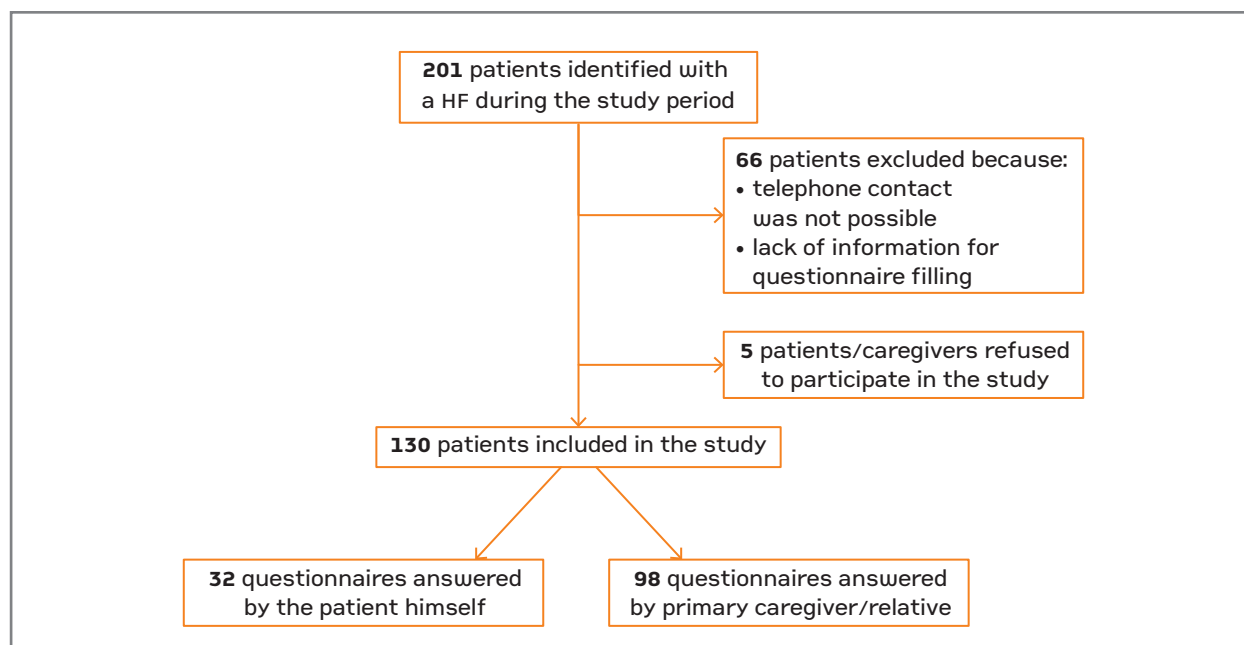 201 patients identified with
a HF during the study period
66 patients excluded because:
• telephone contact
was not possible
• lack of information for
questionnaire filling
5 patients/caregivers refused
to participate in the study
130 patients included in the study
32 questionnaires answered
by the patient himself
98 questionnaires answered
by primary caregiver/relative